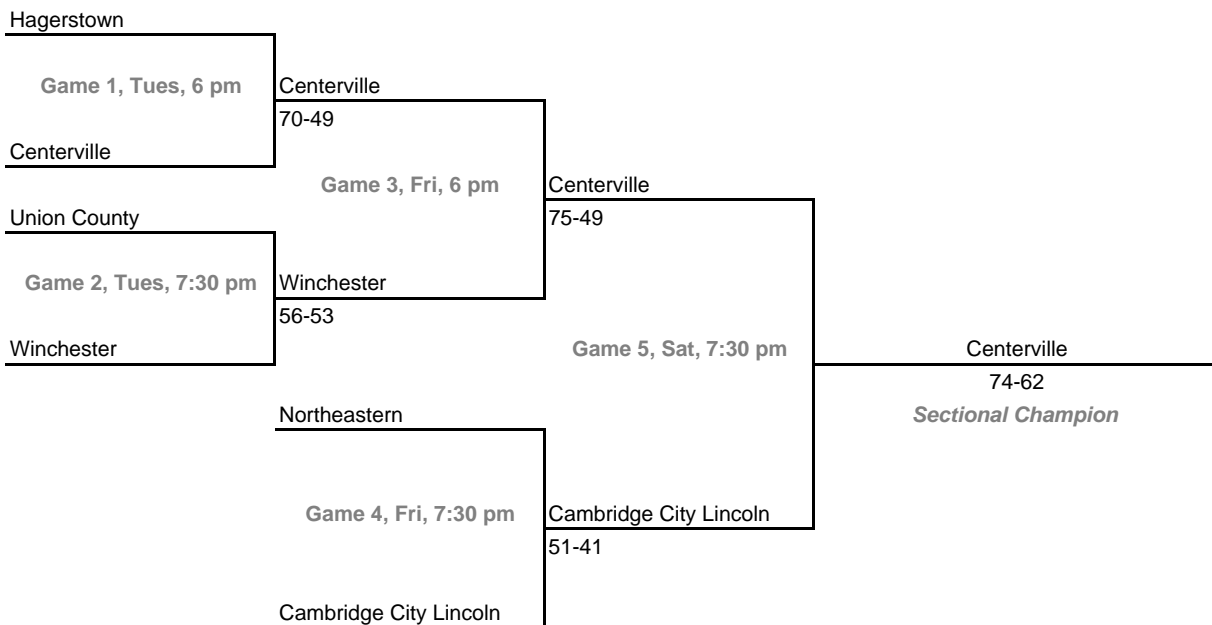 Hagerstown
Game 1, Tues, 6 pm
Centerville
70-49
Centerville
Game 3, Fri, 6 pm
Centerville
75-49
Union County
Game 2, Tues, 7:30 pm
Winchester
56-53
Winchester
Game 5, Sat, 7:30 pm
Centerville
74-62
Sectional Champion
Northeastern
Game 4, Fri, 7:30 pm
Cambridge City Lincoln
51-41
Cambridge City Lincoln